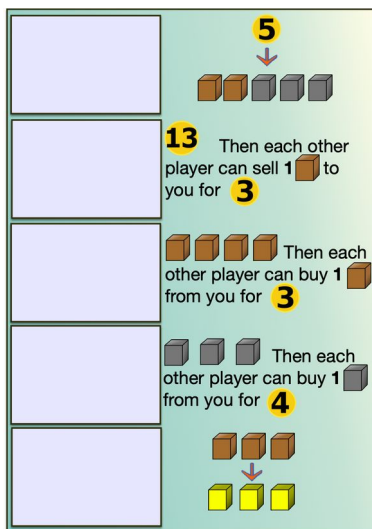 5
13 Then each other
player can sell 1 to
you for 3
Then each
other player can buy 1
from you for 3
Then each
other player can buy 1
from you for 4